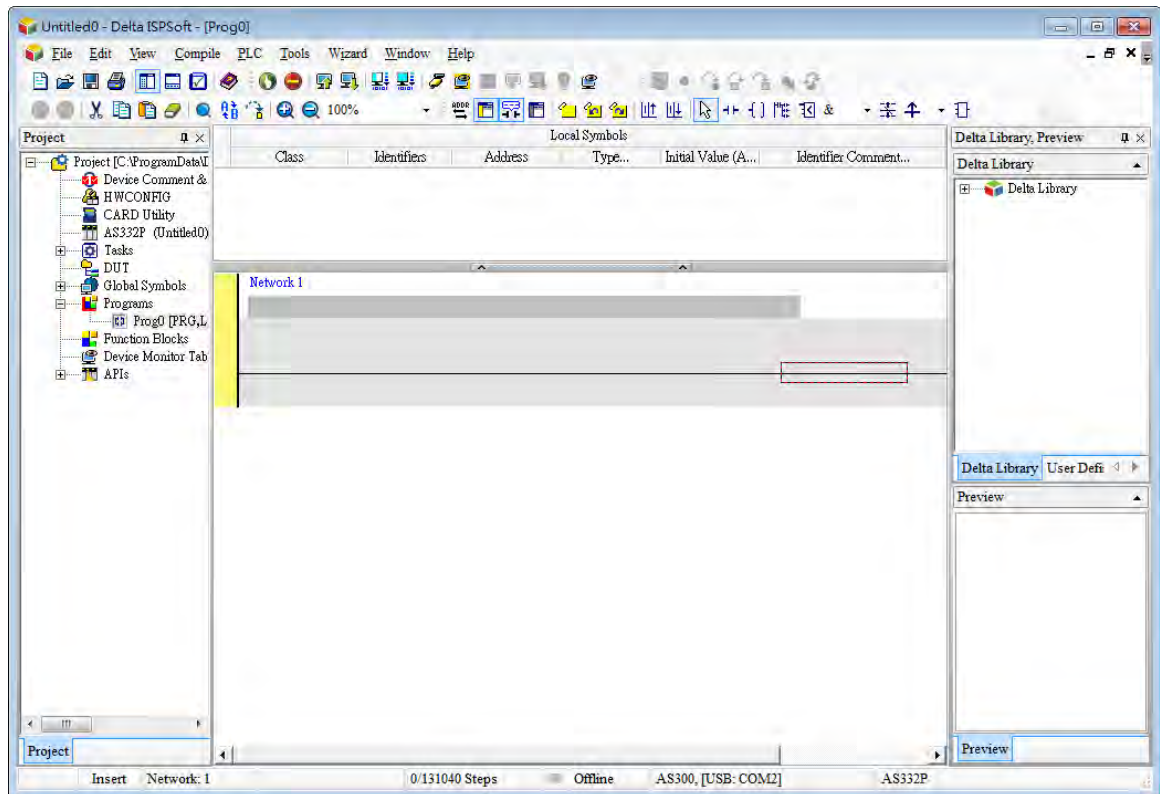 Untitled0 - Delta ISPSoft - [Prog0]
File Edit View Compile PLC Tools Wizard Window Help
100%
ADDR
&
Project
Project [C:\ProgramData\D
Device Comment &
HWCONFIG
CARD Utility
AS332P (Untitled0)
Tasks
DUT
Global Symbols
Programs
Prog0 [PRG,L
Function Blocks
Device Monitor Tab
APIs
Project
Local Symbols
Class Identifiers Address Type... Initial Value (A... Identifier Comment...
Network 1
Delta Library, Preview
Delta Library
Delta Library
Delta Library User Defi
Preview
Preview
Insert Network: 1 0/131040 Steps Offline AS300, [USB: COM2] AS332P